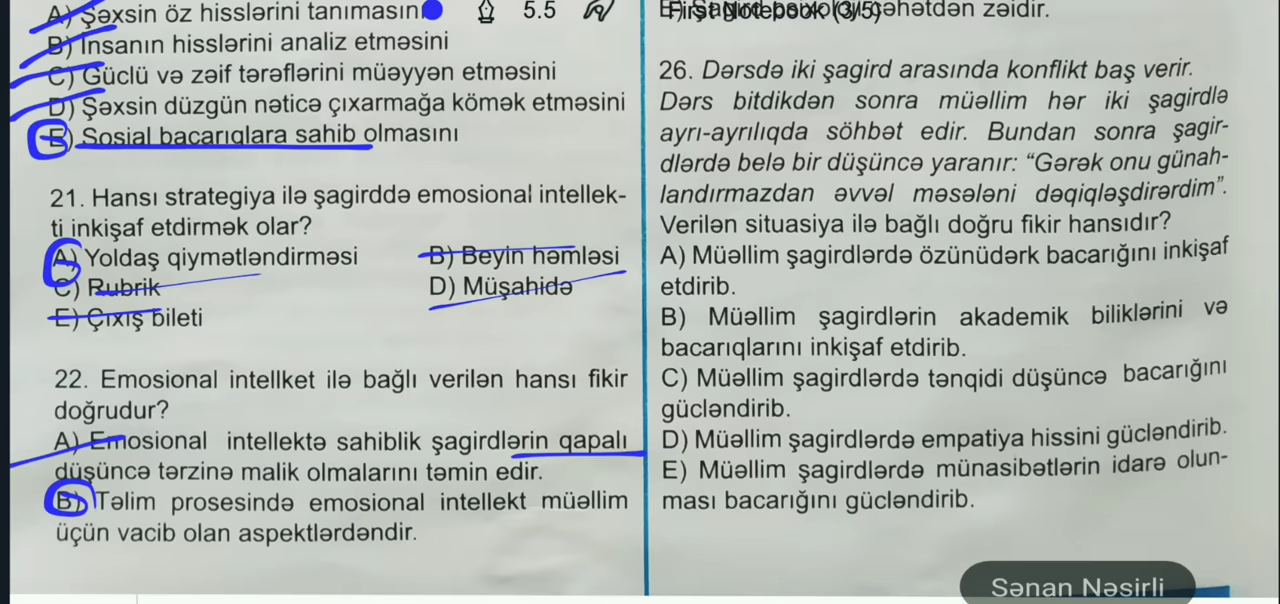 A) Şəxsin öz hisslərini tanımasını
5.5
B) İnsanın hisslərini analiz etməsini
C) Güclü və zəif tərəflərini müəyyən etməsini
D) Şəxsin düzgün nəticə çıxarmağa kömək etməsini
E) Sosial bacarıqlara sahib olmasını
21. Hansı strategiya ilə şagirddə emosional intellek-
ti inkişaf etdirmək olar?
A) Yoldaş qiymətləndirməsi B) Beyin həmləsi
C) Rubrik D) Müşahidə
E) Çıxış bileti
22. Emosional intellket ilə bağlı verilən hansı fikir
doğrudur?
A) Emosional intellektə sahiblik şagirdlərin qapalı
düşüncə tərzinə malik olmalarını təmin edir.
B) Təlim prosesində emosional intellekt müəllim
üçün vacib olan aspektlərdəndir.
First Notebook (3/5)
cəhətdən zəidir.
26. Dərsdə iki şagird arasında konflikt baş verir.
Dərs bitdikdən sonra müəllim hər iki şagirdlə
ayrı-ayrılıqda söhbət edir. Bundan sonra şagir-
dlərdə belə bir düşüncə yaranır: “Gərək onu günah-
landırmazdan əvvəl məsələni dəqiqləşdirərdim”.
Verilən situasiya ilə bağlı doğru fikir hansıdır?
A) Müəllim şagirdlərdə özünüdərk bacarığını inkişaf
etdirib.
B) Müəllim şagirdlərin akademik biliklərini və
bacarıqlarını inkişaf etdirib.
C) Müəllim şagirdlərdə tənqidi düşüncə bacarığını
gücləndirib.
D) Müəllim şagirdlərdə empatiya hissini gücləndirib.
E) Müəllim şagirdlərdə münasibətlərin idarə olun-
ması bacarığını gücləndirib.
Sənan Nəsirli